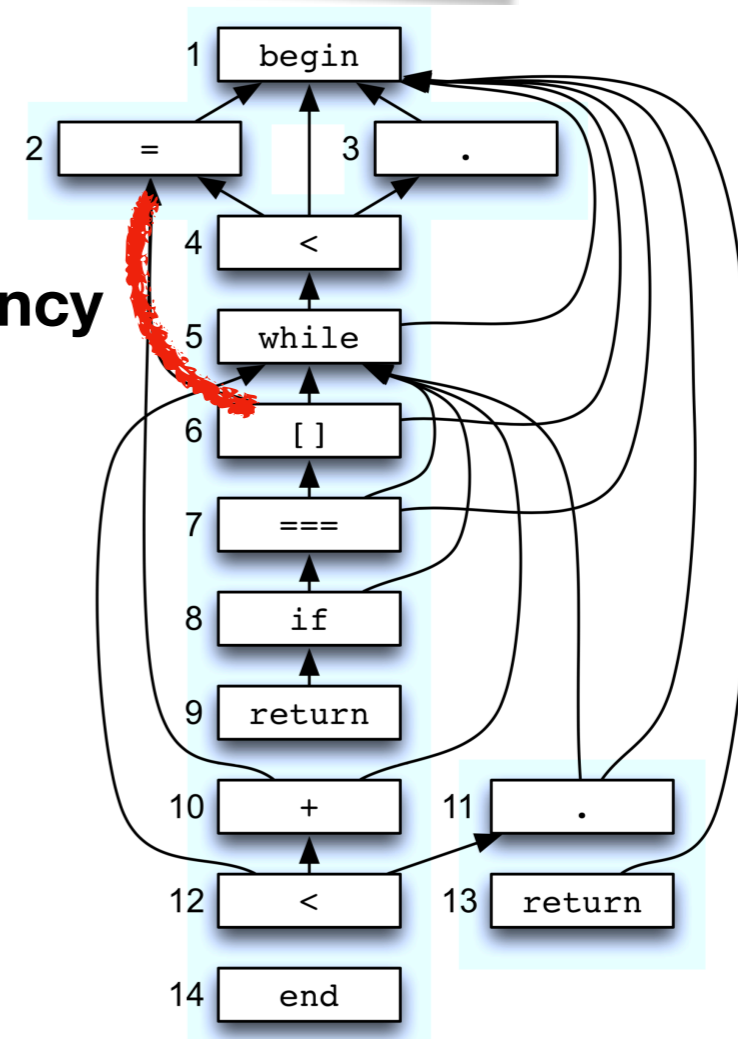 1 begin
2 = 3 .
4 <
ncy
5 while
6 []
7 ===
8 if
9 return
10 + 11 .
12 < 13 return
14 end